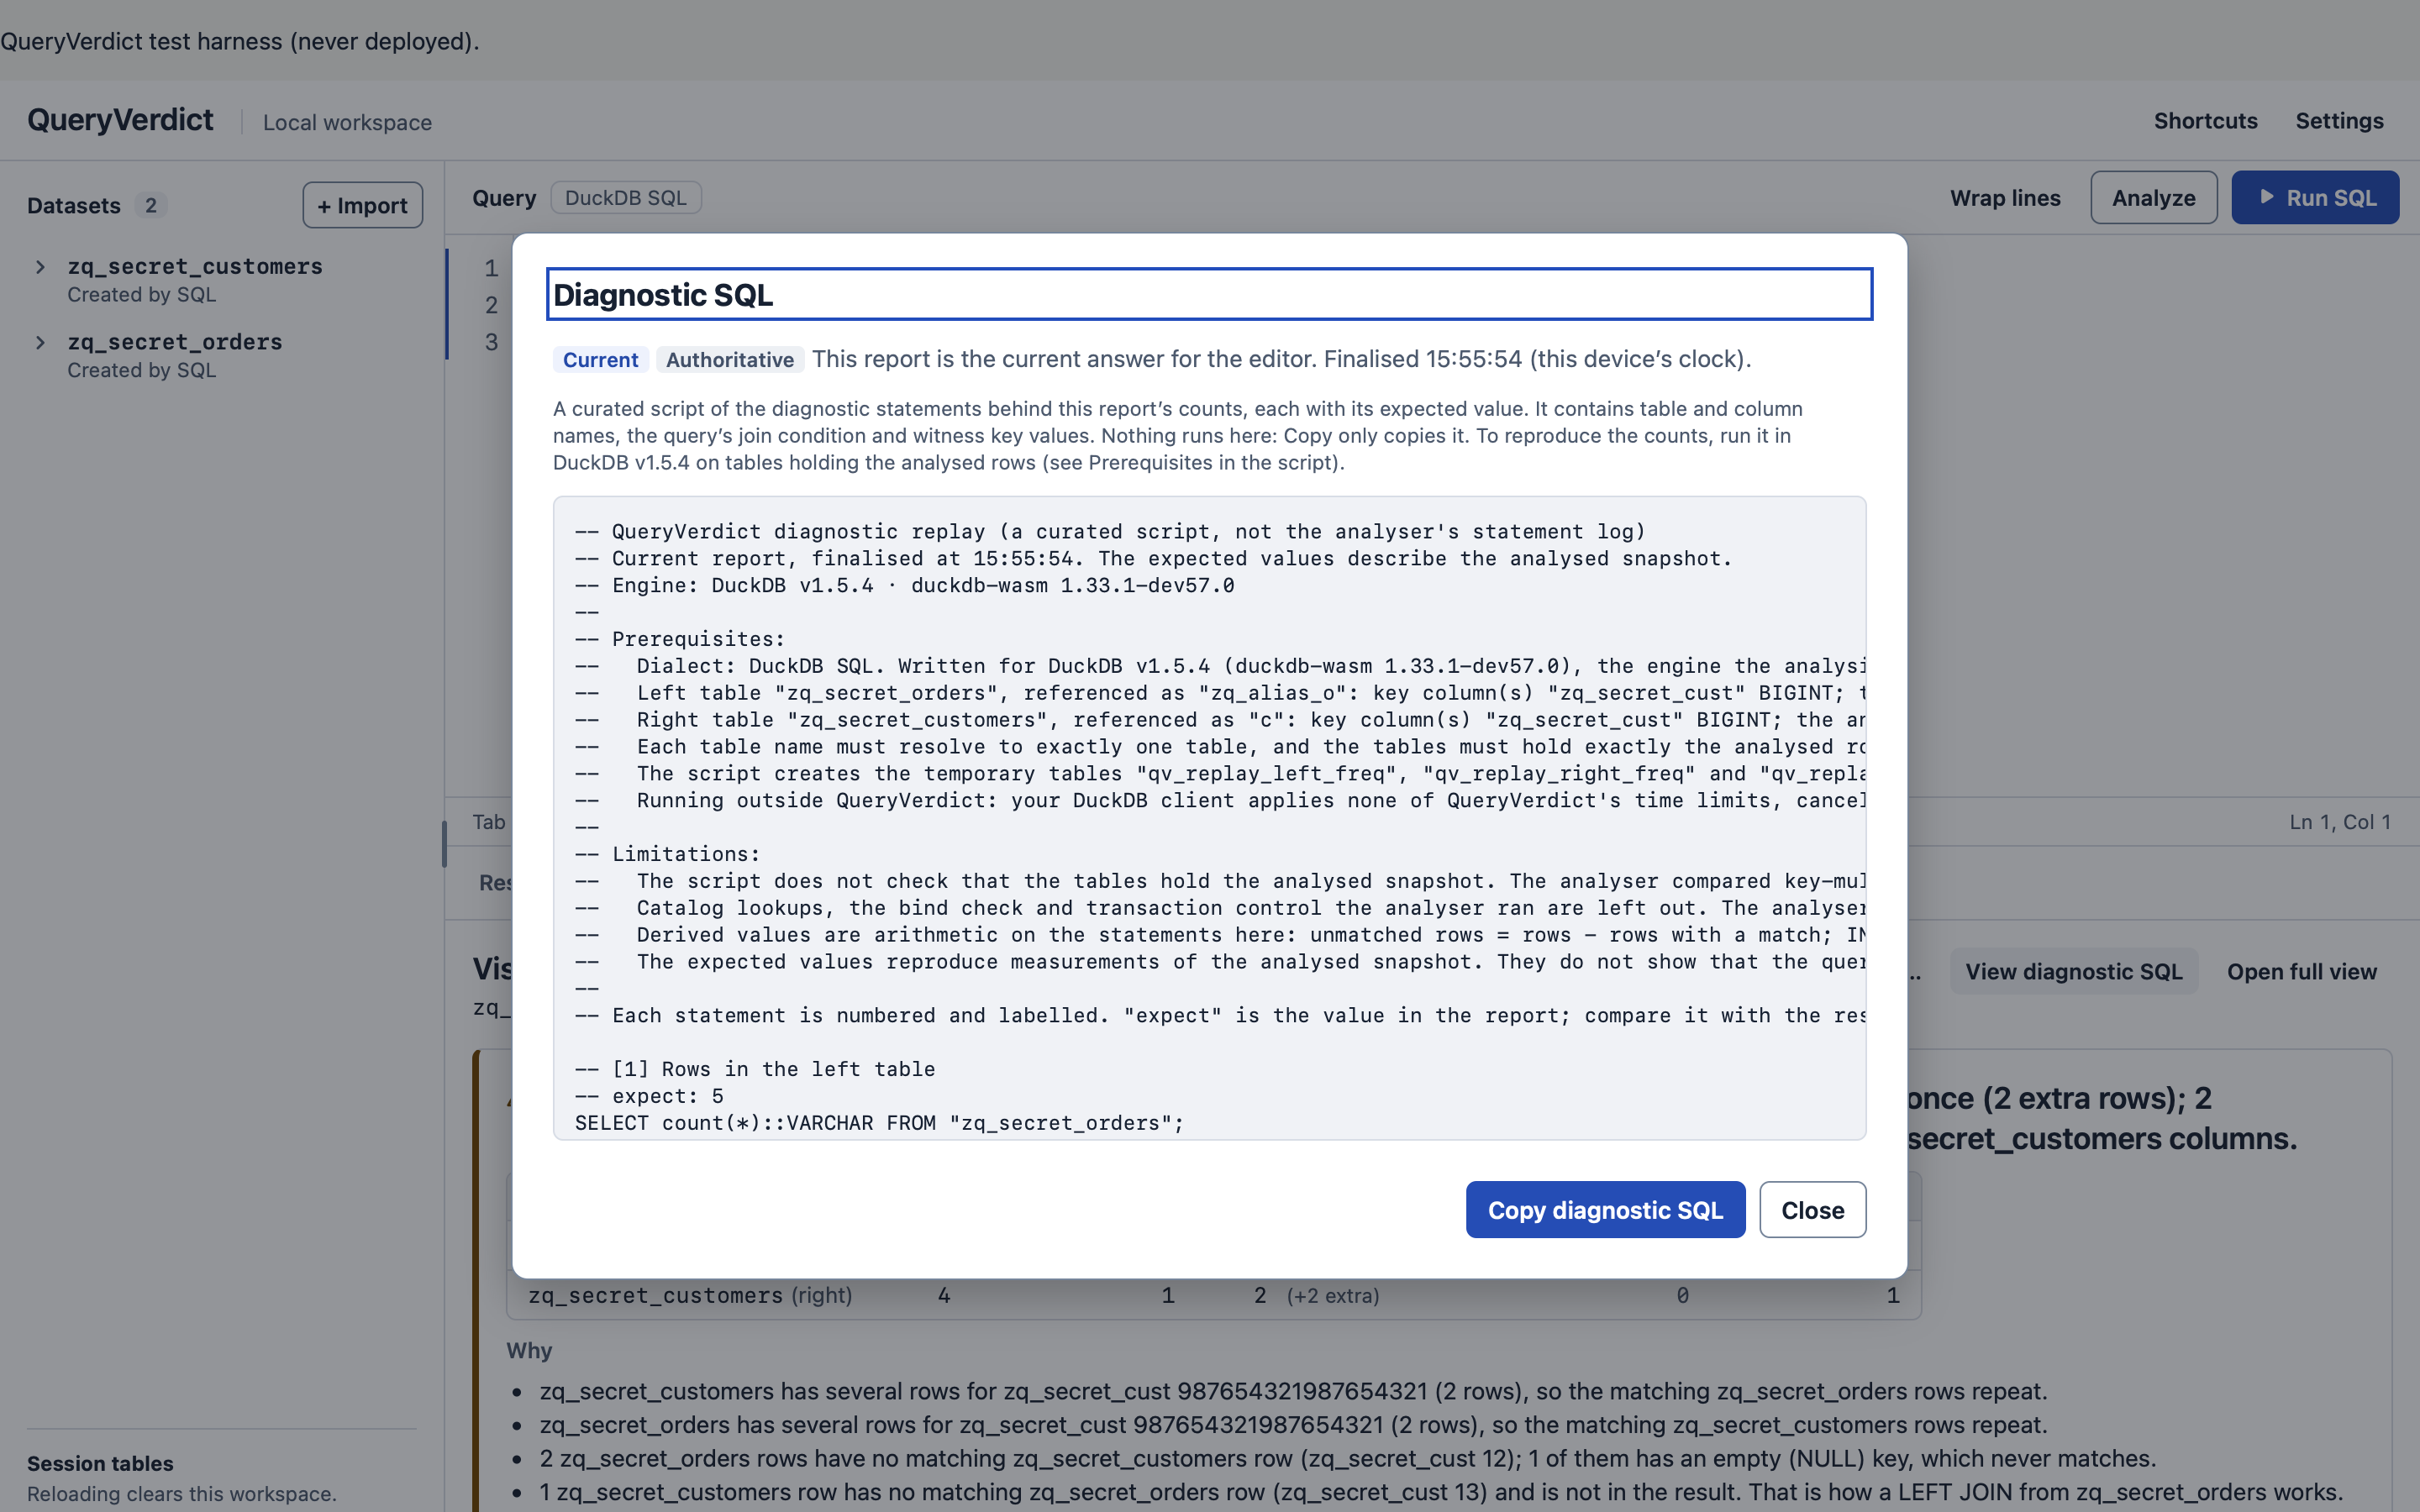 QueryVerdict test harness (never deployed).
QueryVerdict
Local workspace
Shortcuts
Settings
Datasets 2
+ Import
zq_secret_customers
Created by SQL
zq_secret_orders
Created by SQL
Query
DuckDB SQL
Wrap lines
Analyze
Run SQL
1
2
3
Diagnostic SQL
Current Authoritative This report is the current answer for the editor. Finalised 15:55:54 (this device’s clock).
A curated script of the diagnostic statements behind this report’s counts, each with its expected value. It contains table and column
names, the query’s join condition and witness key values. Nothing runs here: Copy only copies it. To reproduce the counts, run it in
DuckDB v1.5.4 on tables holding the analysed rows (see Prerequisites in the script).
-- QueryVerdict diagnostic replay (a curated script, not the analyser's statement log)
-- Current report, finalised at 15:55:54. The expected values describe the analysed snapshot.
-- Engine: DuckDB v1.5.4 · duckdb-wasm 1.33.1-dev57.0
--
-- Prerequisites:
--   Dialect: DuckDB SQL. Written for DuckDB v1.5.4 (duckdb-wasm 1.33.1-dev57.0), the engine the analysi
--   Left table "zq_secret_orders", referenced as "zq_alias_o": key column(s) "zq_secret_cust" BIGINT; t
--   Right table "zq_secret_customers", referenced as "c": key column(s) "zq_secret_cust" BIGINT; the an
--   Each table name must resolve to exactly one table, and the tables must hold exactly the analysed ro
--   The script creates the temporary tables "qv_replay_left_freq", "qv_replay_right_freq" and "qv_repla
--   Running outside QueryVerdict: your DuckDB client applies none of QueryVerdict's time limits, cancel
--
-- Limitations:
--   The script does not check that the tables hold the analysed snapshot. The analyser compared key-mul
--   Catalog lookups, the bind check and transaction control the analyser ran are left out. The analyser
--   Derived values are arithmetic on the statements here: unmatched rows = rows - rows with a match; IN
--   The expected values reproduce measurements of the analysed snapshot. They do not show that the quer
--
-- Each statement is numbered and labelled. "expect" is the value in the report; compare it with the res
-- [1] Rows in the left table
-- expect: 5
SELECT count(*)::VARCHAR FROM "zq_secret_orders";
Copy diagnostic SQL
Close
Tab
Ln 1, Col 1
Res
Vis
..
View diagnostic SQL
Open full view
zq_
once (2 extra rows); 2
secret_customers columns.
zq_secret_customers (right) 4 1 2 (+2 extra) 0 1
Why
• zq_secret_customers has several rows for zq_secret_cust 987654321987654321 (2 rows), so the matching zq_secret_orders rows repeat.
• zq_secret_orders has several rows for zq_secret_cust 987654321987654321 (2 rows), so the matching zq_secret_customers rows repeat.
• 2 zq_secret_orders rows have no matching zq_secret_customers row (zq_secret_cust 12); 1 of them has an empty (NULL) key, which never matches.
• 1 zq_secret_customers row has no matching zq_secret_orders row (zq_secret_cust 13) and is not in the result. That is how a LEFT JOIN from zq_secret_orders works.
Session tables
Reloading clears this workspace.